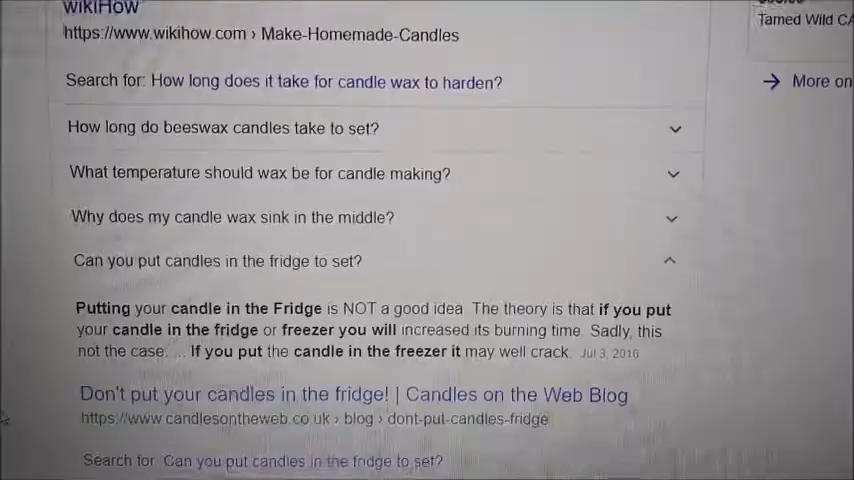 wikiHow
https://www.wikihow.com › Make-Homemade-Candles
Tamed Wild CA
Search for: How long does it take for candle wax to harden?
More on
How long do beeswax candles take to set?
What temperature should wax be for candle making?
Why does my candle wax sink in the middle?
Can you put candles in the fridge to set?
Putting your candle in the Fridge is NOT a good idea. The theory is that if you put
your candle in the fridge or freezer you will increased its burning time. Sadly, this
not the case. ... If you put the candle in the freezer it may well crack. Jul 3, 2016
Don't put your candles in the fridge! | Candles on the Web Blog
https://www.candlesontheweb.co.uk › blog › dont-put-candles-fridge
Search for: Can you put candles in the fridge to set?